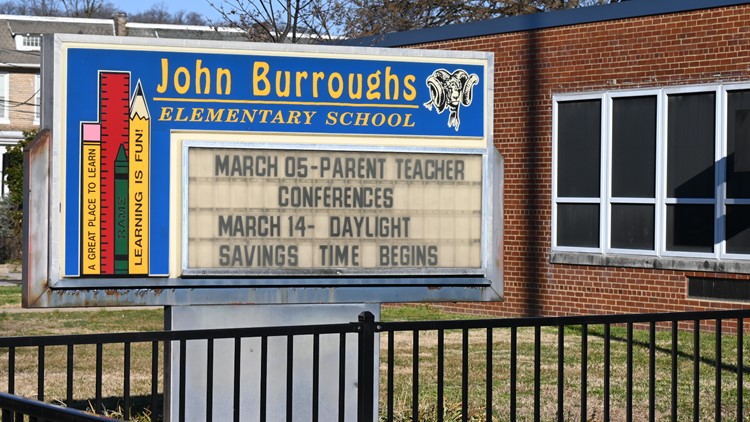 John Burroughs
ELEMENTARY SCHOOL
A GREAT PLACE TO LEARN
RAMS
LEARNING IS FUN!
MARCH 05-PARENT TEACHER
CONFERENCES
MARCH 14- DAYLIGHT
SAVINGS TIME BEGINS